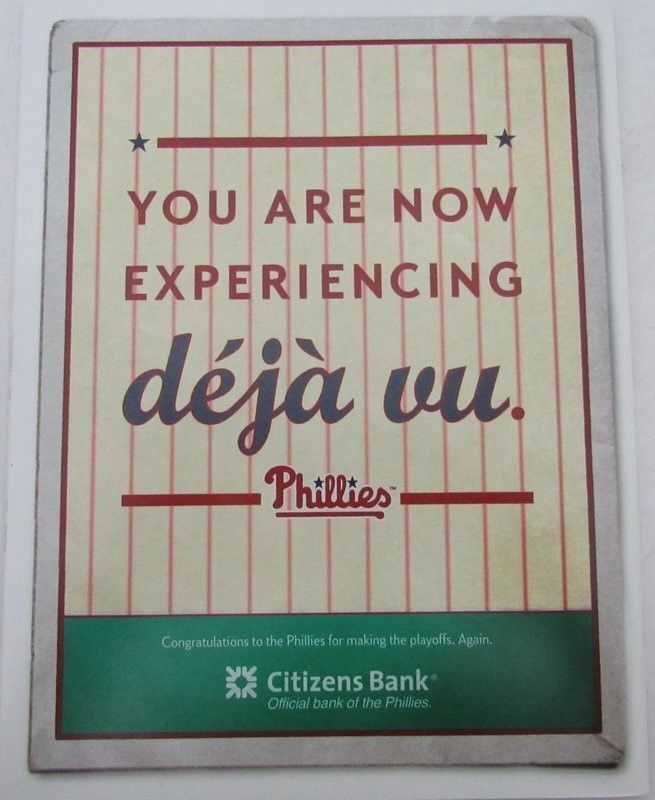 YOU ARE NOW
EXPERIENCING
déjà vu.
Phillies™
Congratulations to the Phillies for making the playoffs. Again.
Citizens Bank®
Official bank of the Phillies.